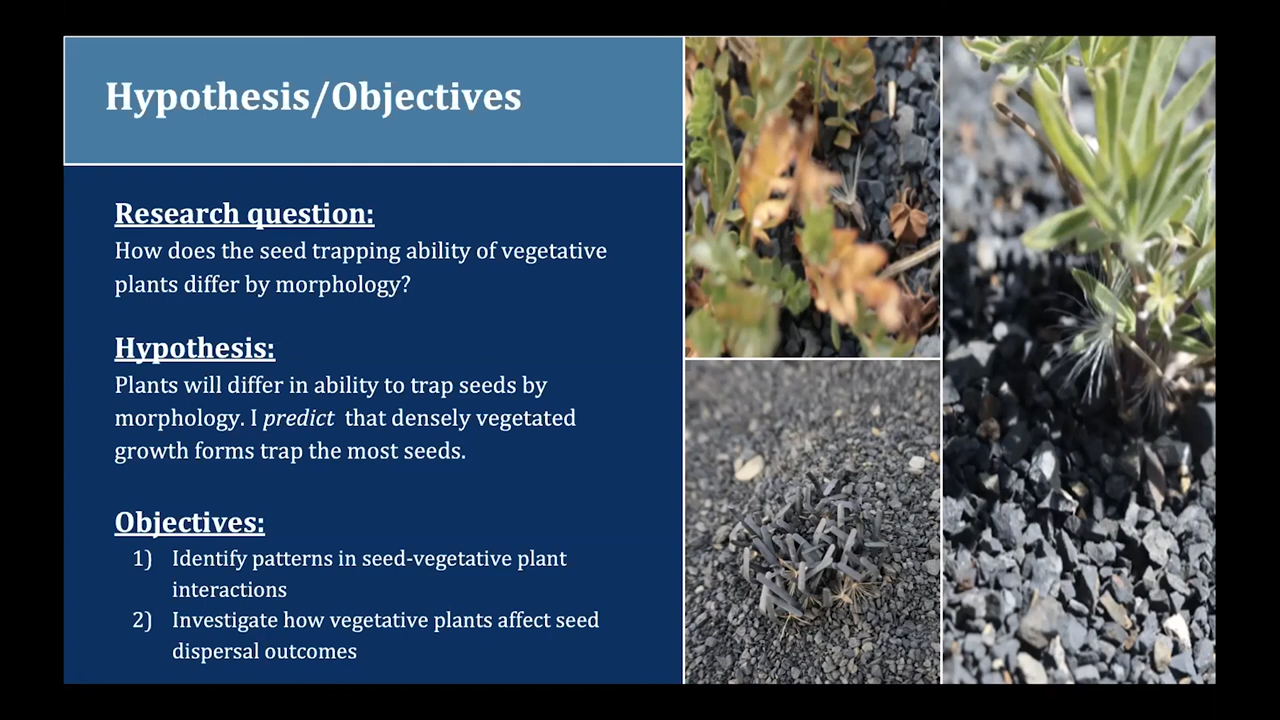 Hypothesis/Objectives
Research question:
How does the seed trapping ability of vegetative
plants differ by morphology?
Hypothesis:
Plants will differ in ability to trap seeds by
morphology. I predict that densely vegetated
growth forms trap the most seeds.
Objectives:
1) Identify patterns in seed-vegetative plant
interactions
2) Investigate how vegetative plants affect seed
dispersal outcomes